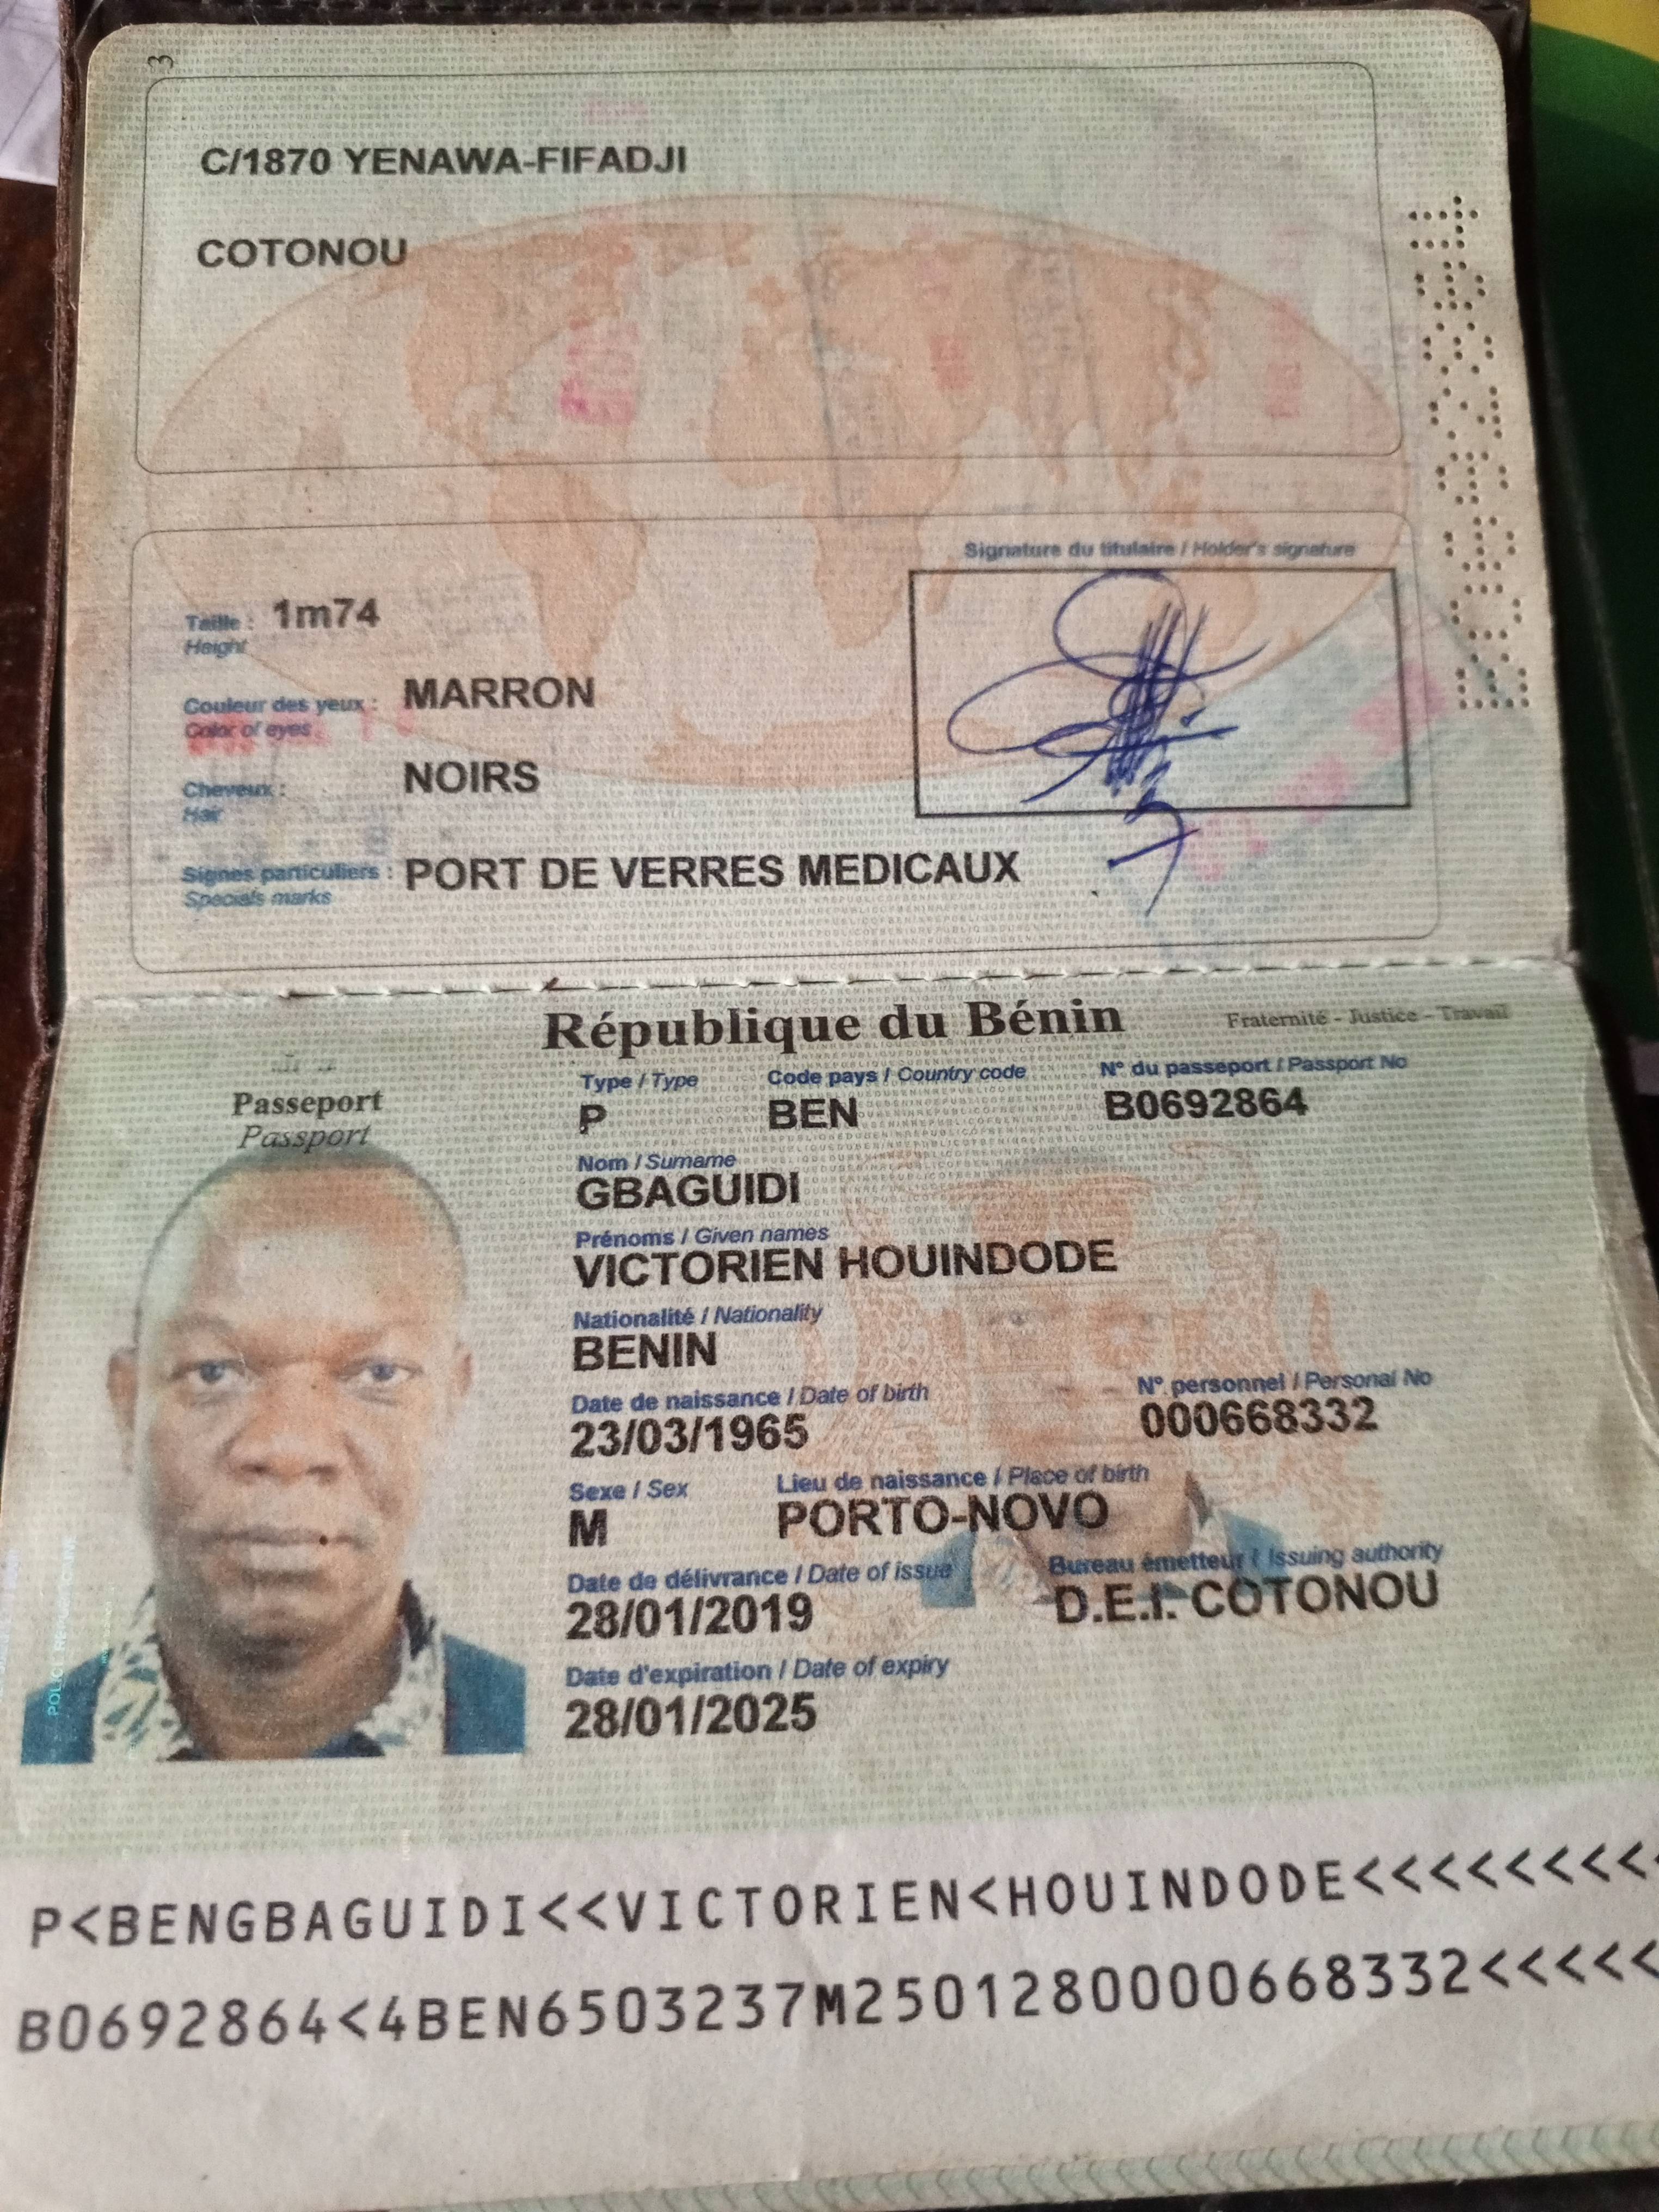 3
C/1870 YENAWA-FIFADJI
COTONOU
Signature du titulaire / Holder's signature
Taille : 1m74
Height
Couleur des yeux : MARRON
Color of eyes
Cheveux : NOIRS
Hair
Signes particuliers : PORT DE VERRES MEDICAUX
Specials marks
République du Bénin
Fraternité - Justice - Travail
Passeport
Passport
Type / Type Code pays / Country code N° du passeport / Passport No
P BEN B0692864
Nom / Surname
GBAGUIDI
Prénoms / Given names
VICTORIEN HOUINDODE
Nationalité / Nationality
BENIN
Date de naissance / Date of birth N° personnel / Personal No
23/03/1965 000668332
Sexe / Sex Lieu de naissance / Place of birth
M PORTO-NOVO
Date de délivrance / Date of issue Bureau émetteur / Issuing authority
28/01/2019 D.E.I. COTONOU
Date d'expiration / Date of expiry
28/01/2025
P<BENGBAGUIDI<<VICTORIEN<HOUINDODE<<<<<<<<<
B0692864<4BEN6503237M2501280000668332<<<<<